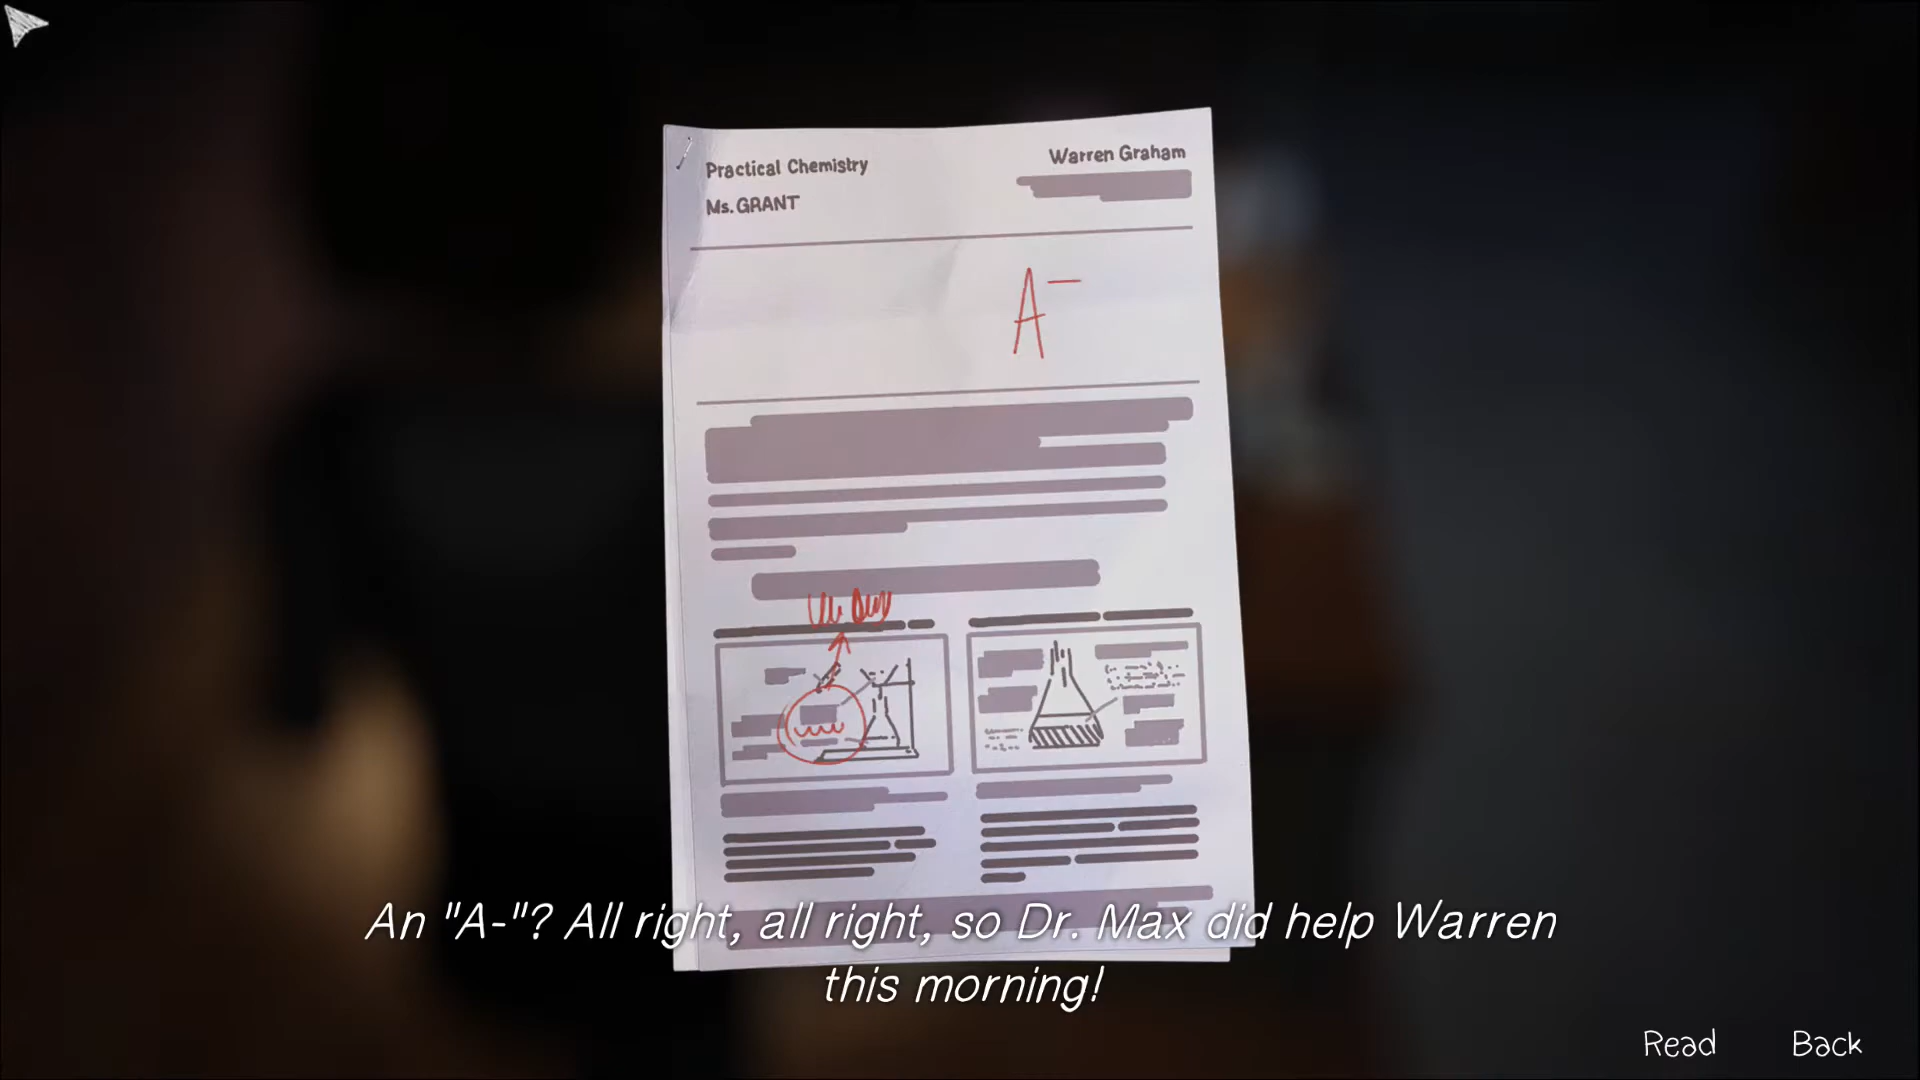 Practical Chemistry
Warren Graham
Ms. GRANT
A-
An "A-"? All right, all right, so Dr. Max did help Warren
this morning!
Read
Back